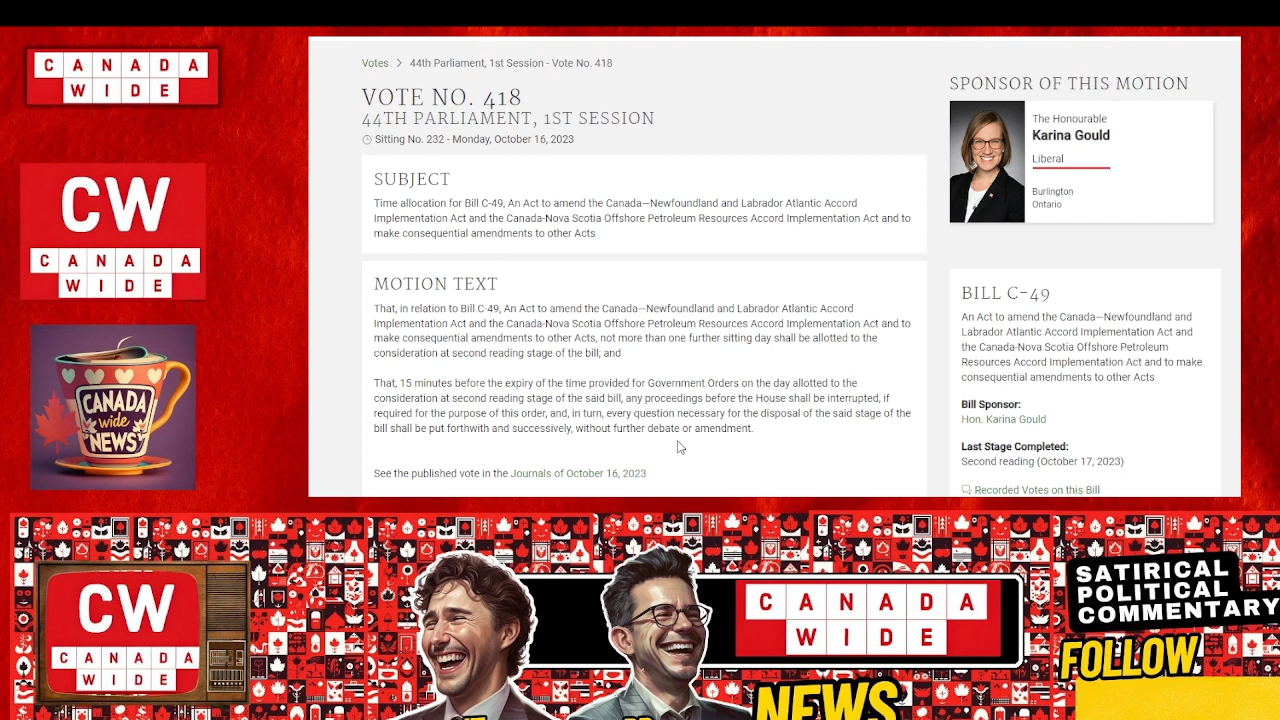 CANADA
WIDE
CW
CANADA
WIDE
CANADA
wide
NEWS
Votes > 44th Parliament, 1st Session - Vote No. 418
VOTE NO. 418
44TH PARLIAMENT, 1ST SESSION
Sitting No. 232 - Monday, October 16, 2023
SUBJECT
Time allocation for Bill C-49, An Act to amend the Canada—Newfoundland and Labrador Atlantic Accord
Implementation Act and the Canada-Nova Scotia Offshore Petroleum Resources Accord Implementation Act and to
make consequential amendments to other Acts
MOTION TEXT
That, in relation to Bill C-49, An Act to amend the Canada—Newfoundland and Labrador Atlantic Accord
Implementation Act and the Canada-Nova Scotia Offshore Petroleum Resources Accord Implementation Act and to
make consequential amendments to other Acts, not more than one further sitting day shall be allotted to the
consideration at second reading stage of the bill; and
That, 15 minutes before the expiry of the time provided for Government Orders on the day allotted to the
consideration at second reading stage of the said bill, any proceedings before the House shall be interrupted, if
required for the purpose of this order, and, in turn, every question necessary for the disposal of the said stage of the
bill shall be put forthwith and successively, without further debate or amendment.
See the published vote in the Journals of October 16, 2023
SPONSOR OF THIS MOTION
The Honourable
Karina Gould
Liberal
Burlington
Ontario
BILL C-49
An Act to amend the Canada—Newfoundland and
Labrador Atlantic Accord Implementation Act and
the Canada-Nova Scotia Offshore Petroleum
Resources Accord Implementation Act and to make
consequential amendments to other Acts
Bill Sponsor:
Hon. Karina Gould
Last Stage Completed:
Second reading (October 17, 2023)
Recorded Votes on this Bill
CW
CANADA
WIDE
CANADA
WIDE
NEWS
SATIRICAL
POLITICAL
COMMENTARY
FOLLOW